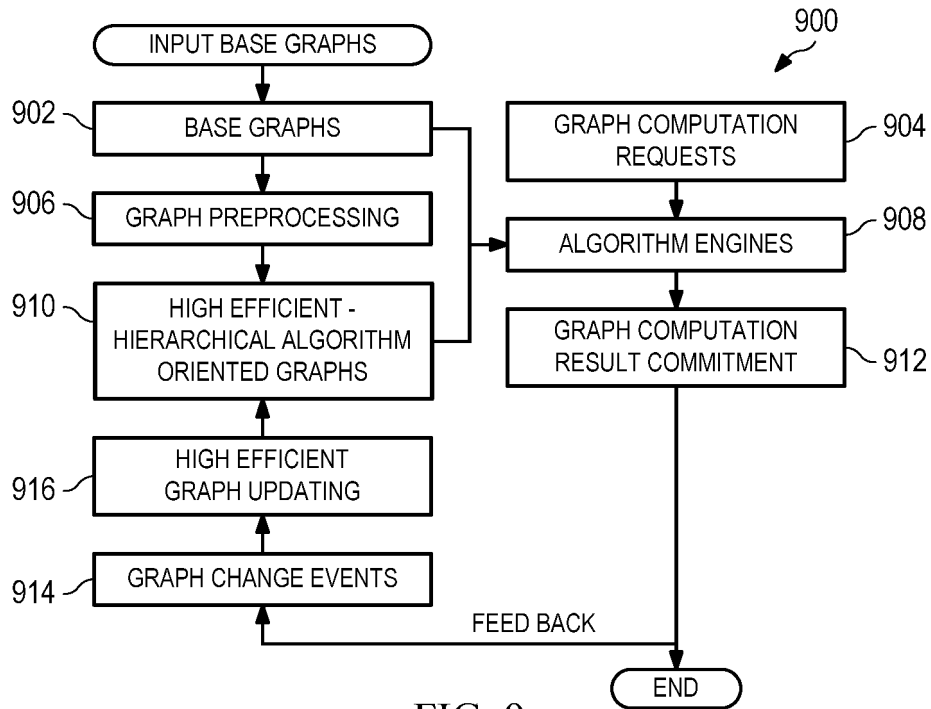 INPUT BASE GRAPHS
900
902
BASE GRAPHS
GRAPH COMPUTATION
REQUESTS
904
906
GRAPH PREPROCESSING
ALGORITHM ENGINES
908
910
HIGH EFFICIENT -
HIERARCHICAL ALGORITHM
ORIENTED GRAPHS
GRAPH COMPUTATION
RESULT COMMITMENT
912
916
HIGH EFFICIENT
GRAPH UPDATING
914
GRAPH CHANGE EVENTS
FEED BACK
END
FIG. 9